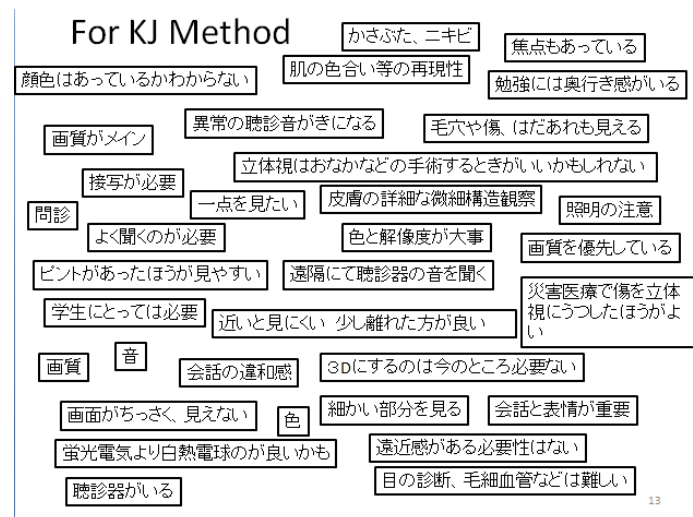 For KJ Method
かさぶた、ニキビ
焦点もあっている
肌の色合い等の再現性
顔色はあっているかわからない
勉強には奥行き感がいる
異常の聴診音がきになる
毛穴や傷、はだあれも見える
画質がメイン
立体視はおなかなどの手術するときがいいかもしれない
接写が必要
一点を見たい
皮膚の詳細な微細構造観察
問診
照明の注意
よく聞くのが必要
色と解像度が大事
画質を優先している
ピントがあったほうが見やすい
遠隔にて聴診器の音を聞く
災害医療で傷を立体
視にうつしたほうがよ
い
学生にとっては必要
近いと見にくい 少し離れた方が良い
画質
音
会話の違和感
３Dにするのは今のところ必要ない
画面がちっさく、見えない
色
細かい部分を見る
会話と表情が重要
蛍光電気より白熱電球のが良いかも
遠近感がある必要性はない
聴診器がいる
目の診断、毛細血管などは難しい
13